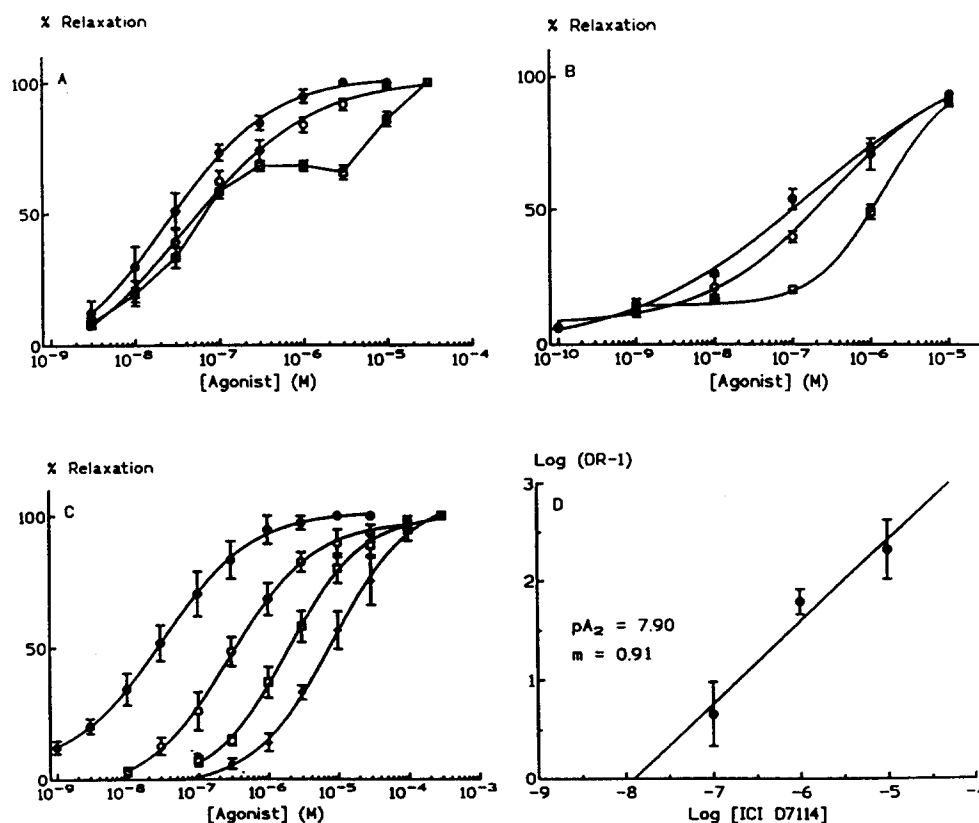 % Relaxation
A
100
50
0
10⁻⁹ 10⁻⁸ 10⁻⁷ 10⁻⁶ 10⁻⁵ 10⁻⁴
[Agonist] (M)
% Relaxation
B
100
50
0
10⁻¹⁰ 10⁻⁹ 10⁻⁸ 10⁻⁷ 10⁻⁶ 10⁻⁵
[Agonist] (M)
% Relaxation
C
100
50
0
10⁻⁹ 10⁻⁸ 10⁻⁷ 10⁻⁶ 10⁻⁵ 10⁻⁴ 10⁻³
[Agonist] (M)
Log (DR-1)
D
3
2
1
0
pA₂ = 7.90
m = 0.91
-9 -8 -7 -6 -5 -4
Log [ICI D7114]